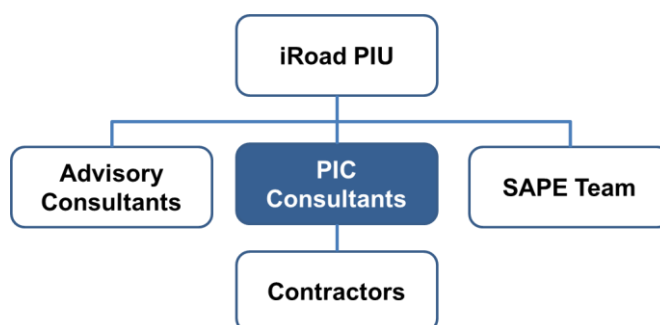 iRoad PIU
Advisory
Consultants
PIC
Consultants
SAPE Team
Contractors